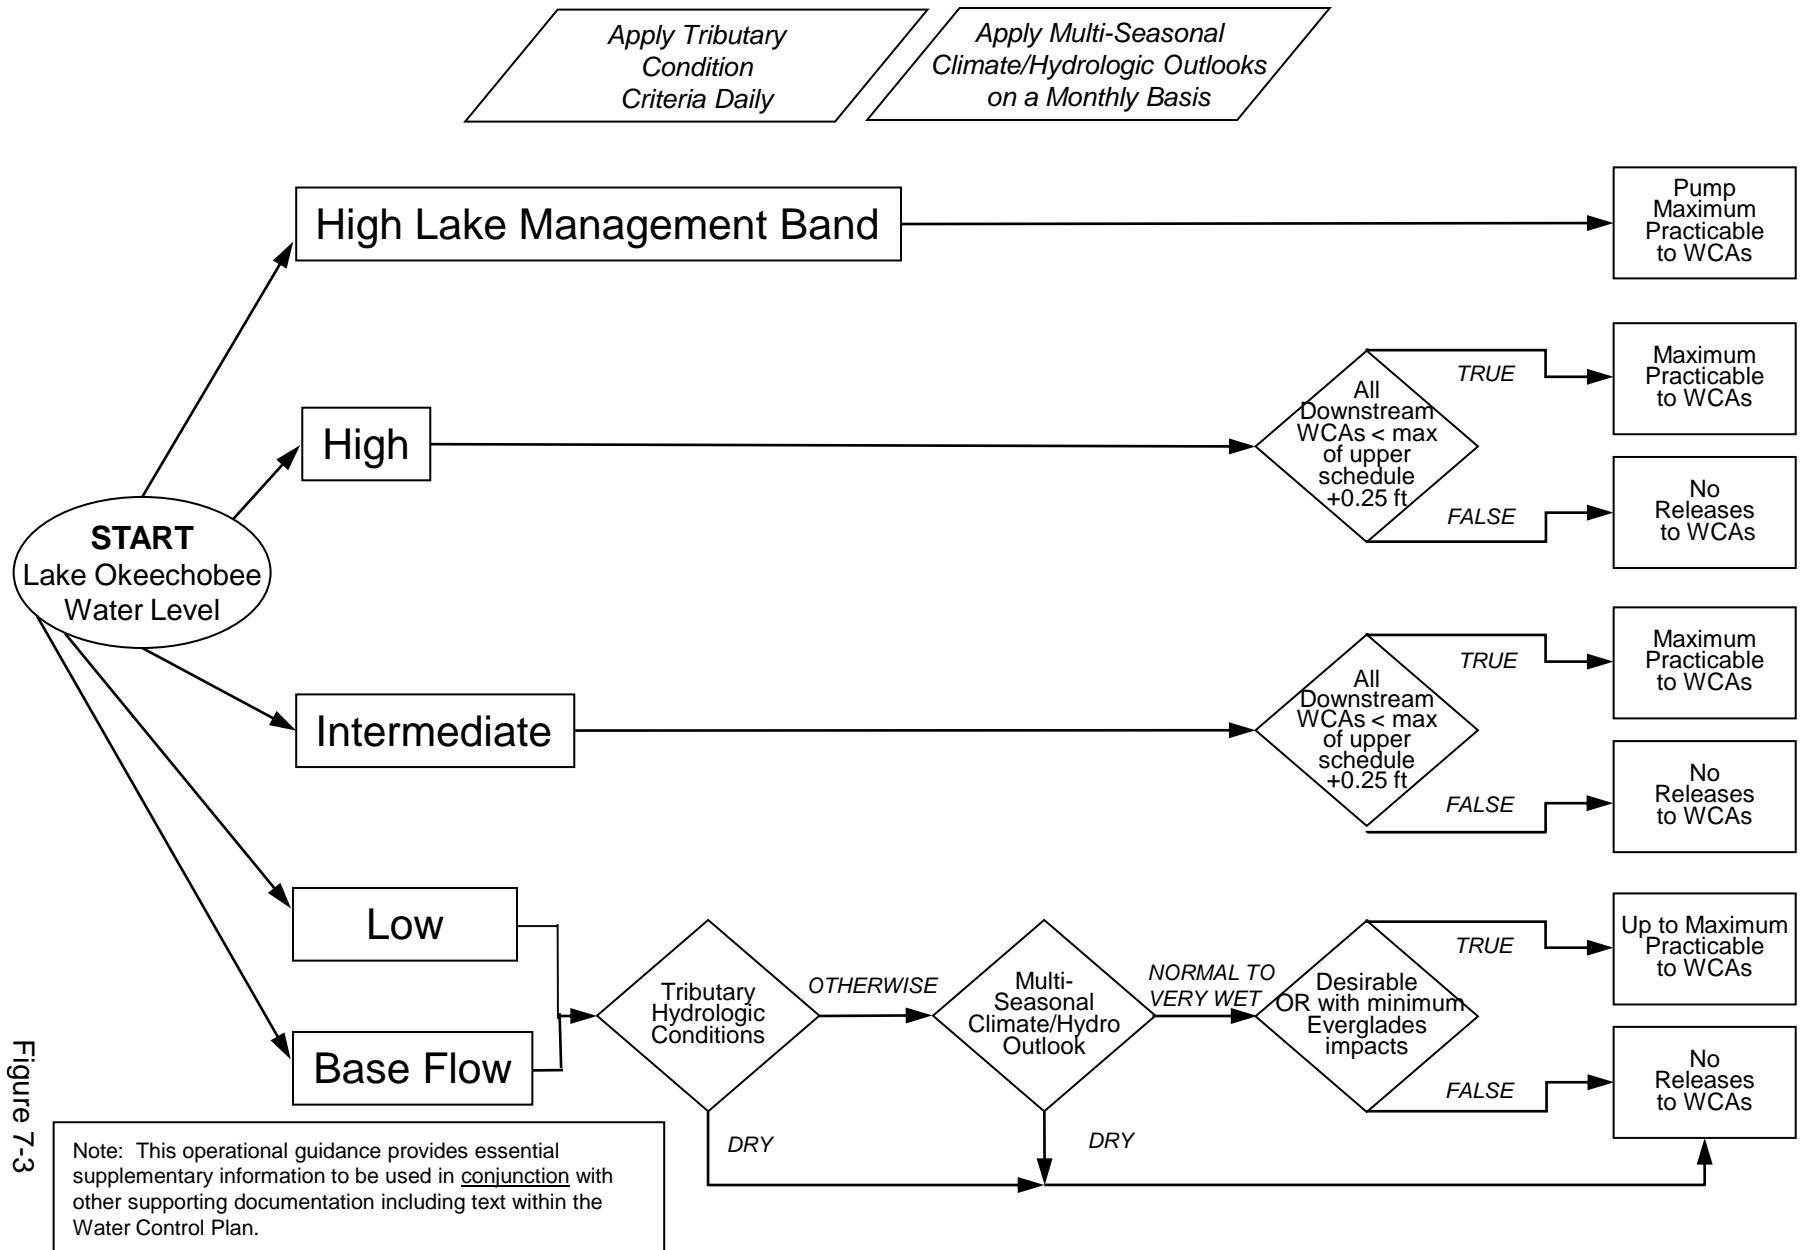 Apply Tributary
Condition
Criteria Daily
Apply Multi-Seasonal
Climate/Hydrologic Outlooks
on a Monthly Basis
High Lake Management Band
Pump
Maximum
Practicable
to WCAs
High
All
Downstream
WCAs < max
of upper
schedule
+0.25 ft
TRUE
Maximum
Practicable
to WCAs
FALSE
No
Releases
to WCAs
START
Lake Okeechobee
Water Level
Intermediate
All
Downstream
WCAs < max
of upper
schedule
+0.25 ft
TRUE
Maximum
Practicable
to WCAs
FALSE
No
Releases
to WCAs
Low
Base Flow
Tributary
Hydrologic
Conditions
OTHERWISE
DRY
Multi-
Seasonal
Climate/Hydro
Outlook
NORMAL TO
VERY WET
DRY
Desirable
OR with minimum
Everglades
impacts
TRUE
Up to Maximum
Practicable
to WCAs
FALSE
No
Releases
to WCAs
Figure 7-3
Note: This operational guidance provides essential
supplementary information to be used in conjunction with
other supporting documentation including text within the
Water Control Plan.